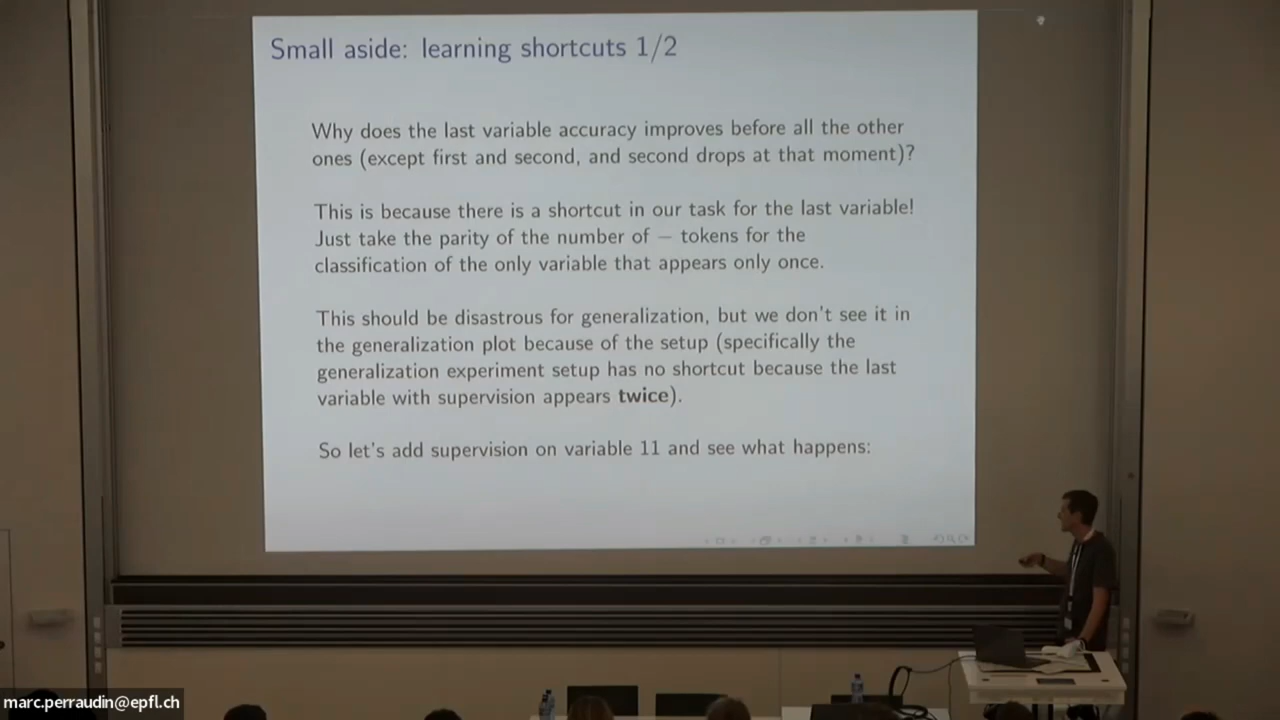 Small aside: learning shortcuts 1/2
Why does the last variable accuracy improves before all the other
ones (except first and second, and second drops at that moment)?
This is because there is a shortcut in our task for the last variable!
Just take the parity of the number of − tokens for the
classification of the only variable that appears only once.
This should be disastrous for generalization, but we don't see it in
the generalization plot because of the setup (specifically the
generalization experiment setup has no shortcut because the last
variable with supervision appears twice).
So let's add supervision on variable 11 and see what happens:
marc.perraudin@epfl.ch